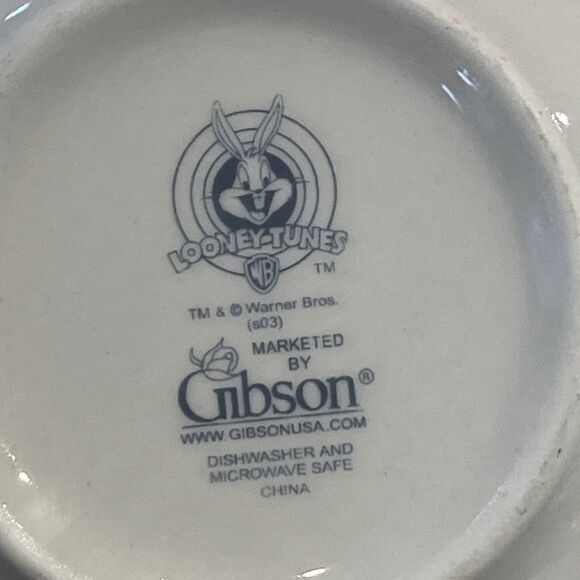 LOONEY TUNES
WB
TM
TM & © Warner Bros.
(s03)
MARKETED
BY
Gibson®
WWW.GIBSONUSA.COM
DISHWASHER AND
MICROWAVE SAFE
CHINA